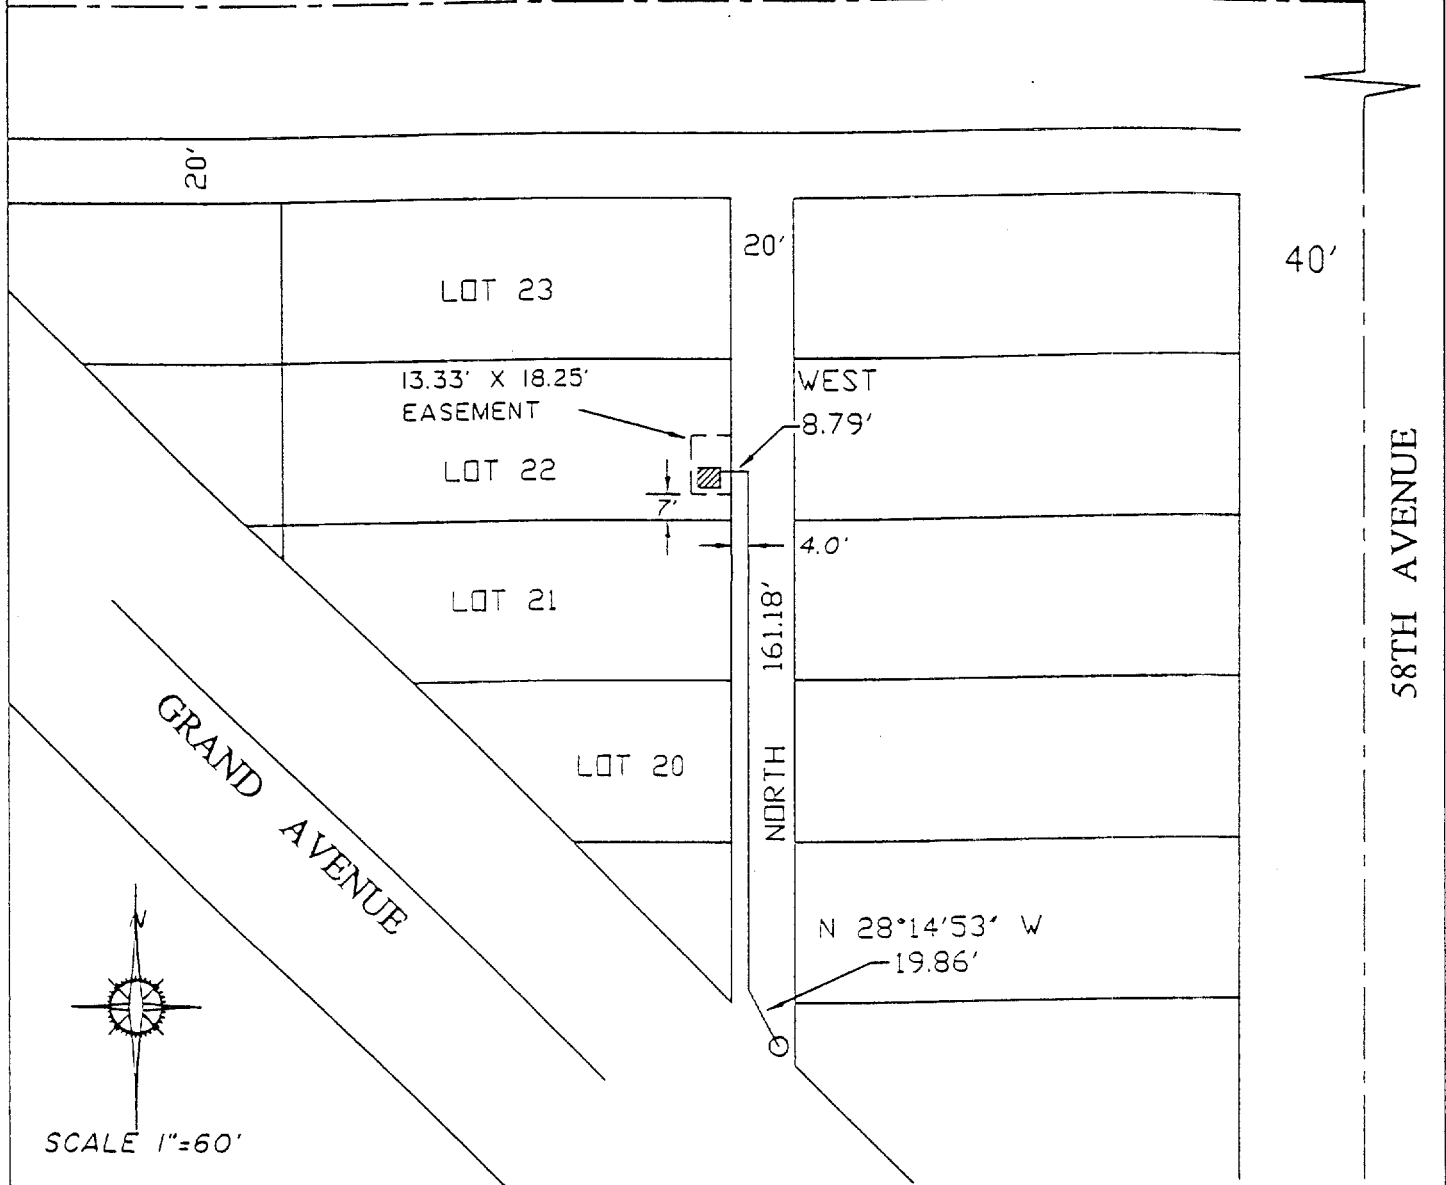 20'
20'
40'
LOT 23
13.33' X 18.25'
EASEMENT
WEST
8.79'
LOT 22
7'
4.0'
LOT 21
NORTH 161.18'
58TH AVENUE
GRAND AVENUE
LOT 20
N 28°14'53" W
19.86'
N
SCALE 1"=60'